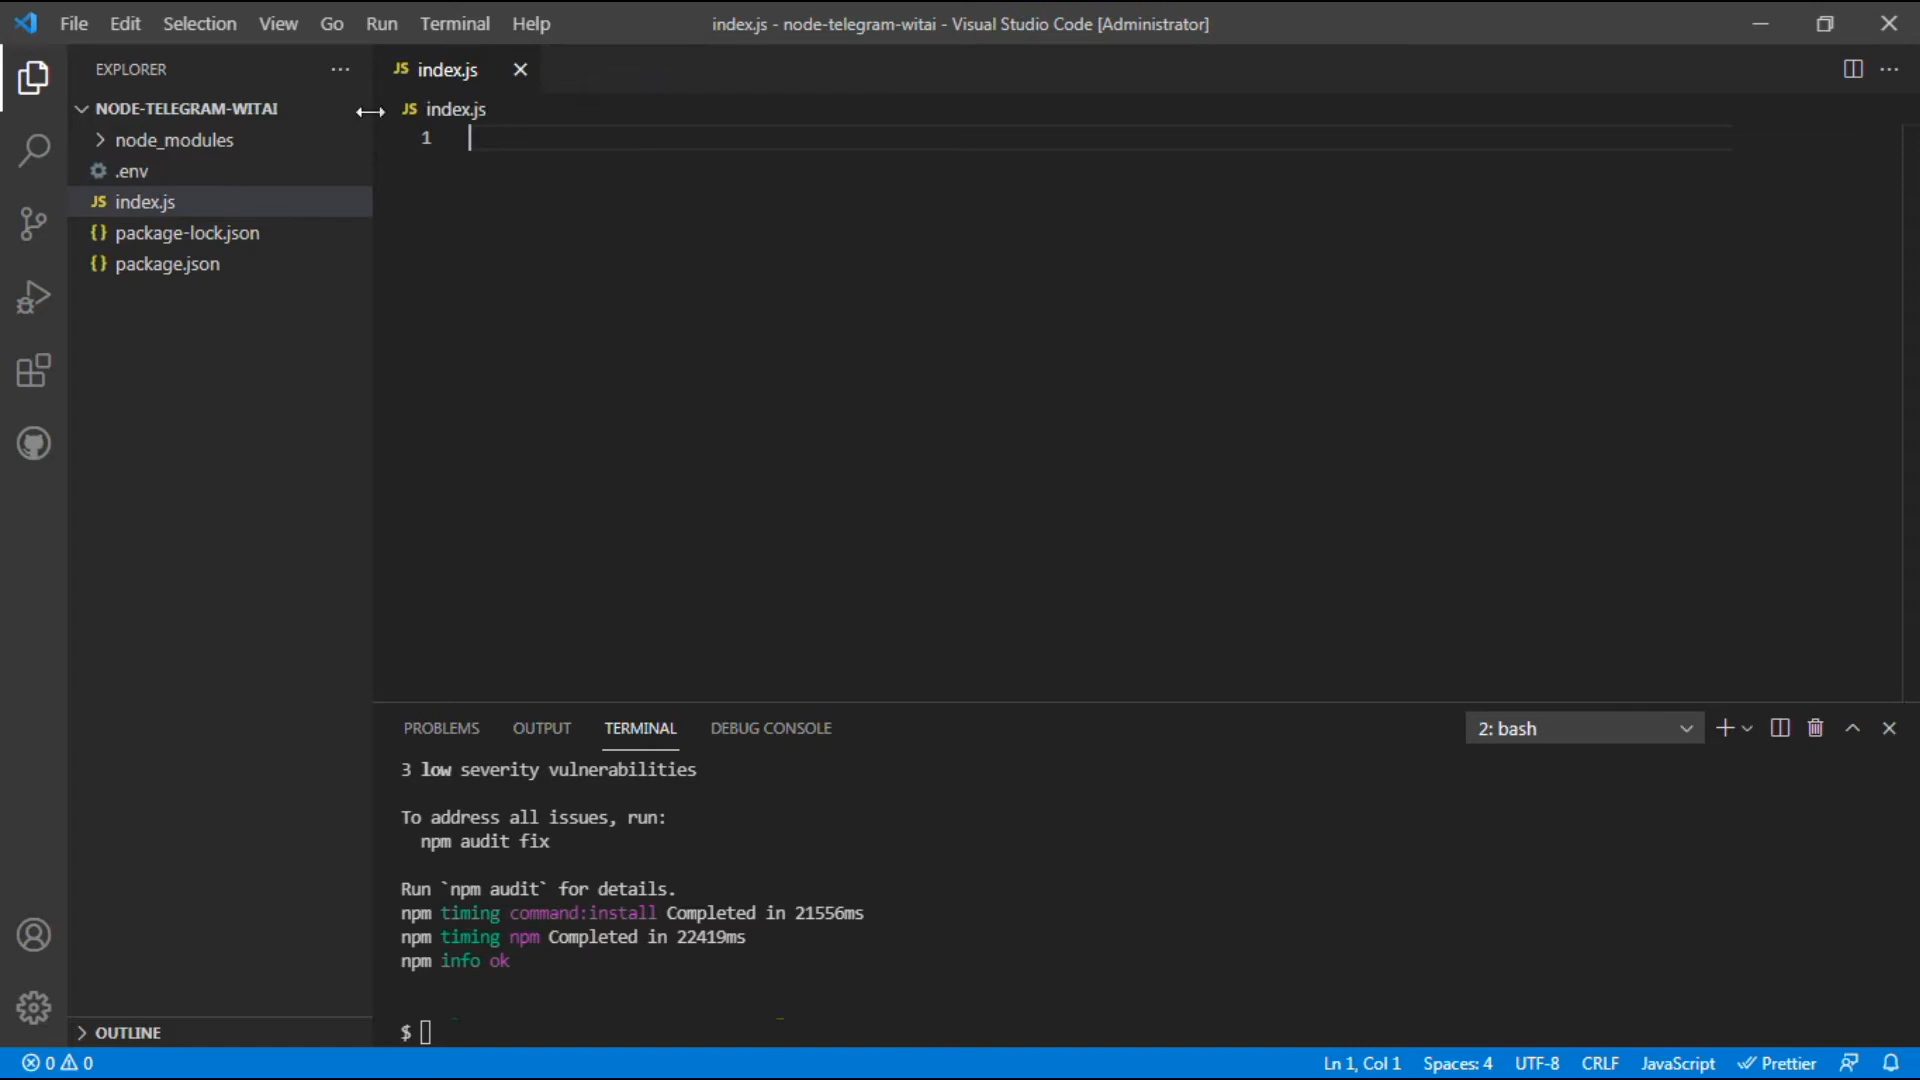 File Edit Selection View Go Run Terminal Help
index.js - node-telegram-witai - Visual Studio Code [Administrator]
EXPLORER
NODE-TELEGRAM-WITAI
node_modules
.env
JS index.js
{} package-lock.json
{} package.json
OUTLINE
JS index.js
JS index.js
1
PROBLEMS OUTPUT TERMINAL DEBUG CONSOLE
2: bash
3 low severity vulnerabilities
To address all issues, run:
npm audit fix
Run `npm audit` for details.
npm timing command:install Completed in 21556ms
npm timing npm Completed in 22419ms
npm info ok
$
0 0
Ln 1, Col 1 Spaces: 4 UTF-8 CRLF JavaScript Prettier